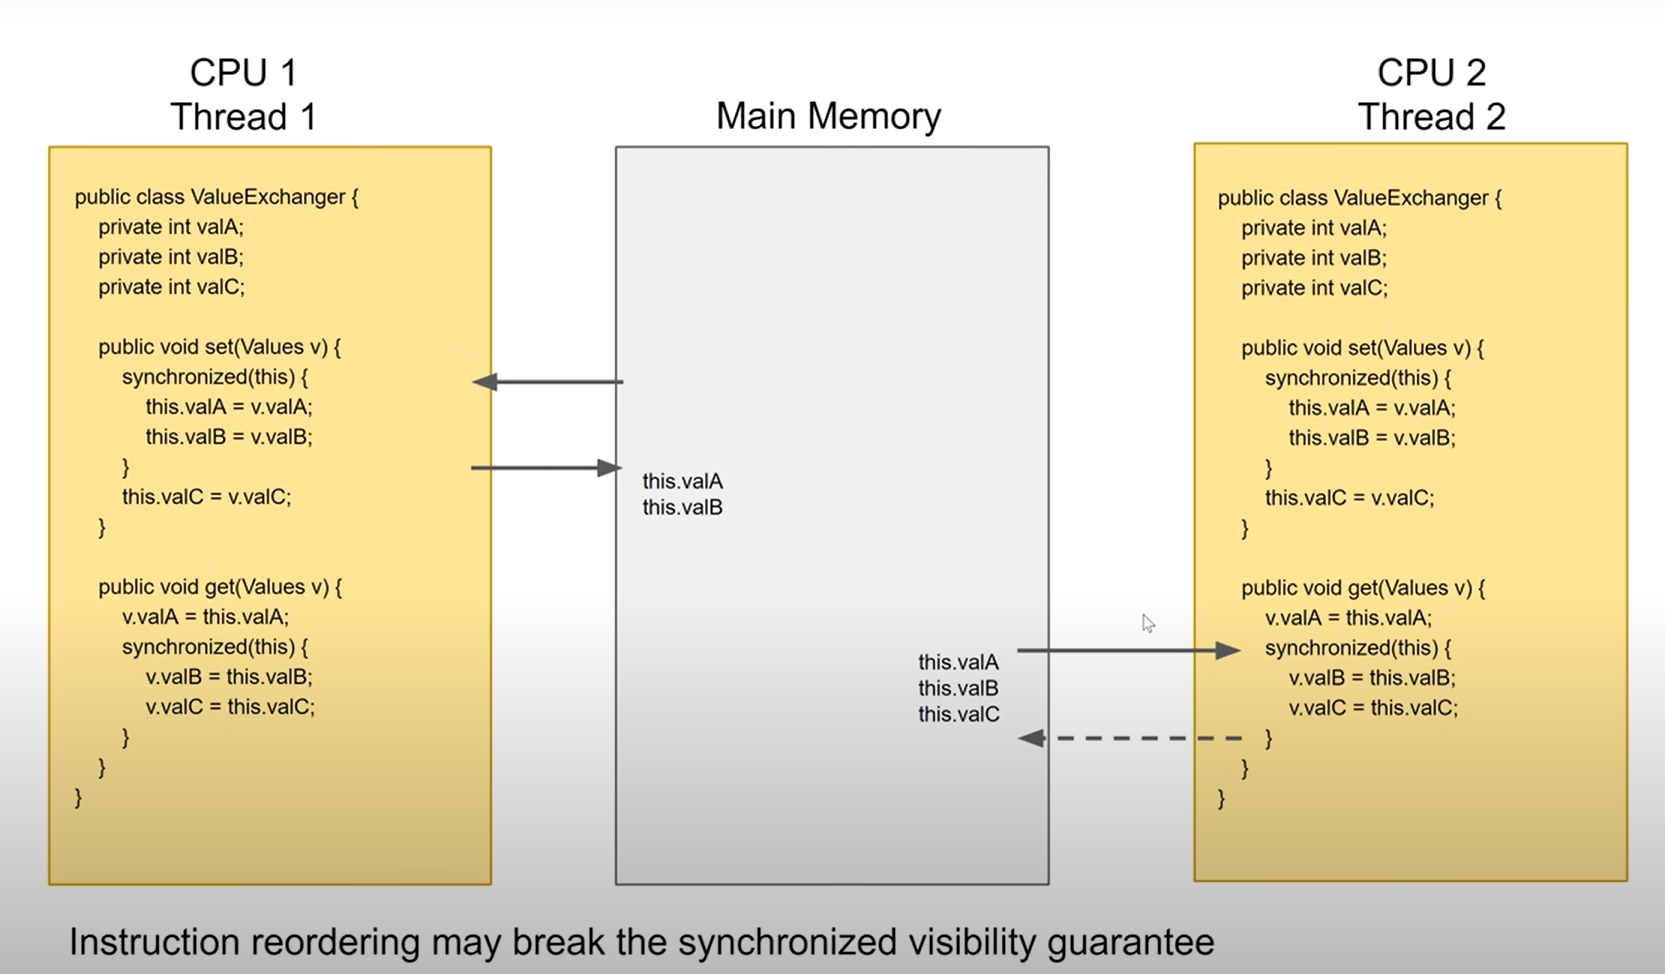 CPU 1
Thread 1
public class ValueExchanger {
private int valA;
private int valB;
private int valC;
public void set(Values v) {
synchronized(this) {
this.valA = v.valA;
this.valB = v.valB;
}
this.valC = v.valC;
}
public void get(Values v) {
v.valA = this.valA;
synchronized(this) {
v.valB = this.valB;
v.valC = this.valC;
}
}
}
Main Memory
this.valA
this.valB
this.valA
this.valB
this.valC
CPU 2
Thread 2
public class ValueExchanger {
private int valA;
private int valB;
private int valC;
public void set(Values v) {
synchronized(this) {
this.valA = v.valA;
this.valB = v.valB;
}
this.valC = v.valC;
}
public void get(Values v) {
v.valA = this.valA;
synchronized(this) {
v.valB = this.valB;
v.valC = this.valC;
}
}
}
Instruction reordering may break the synchronized visibility guarantee